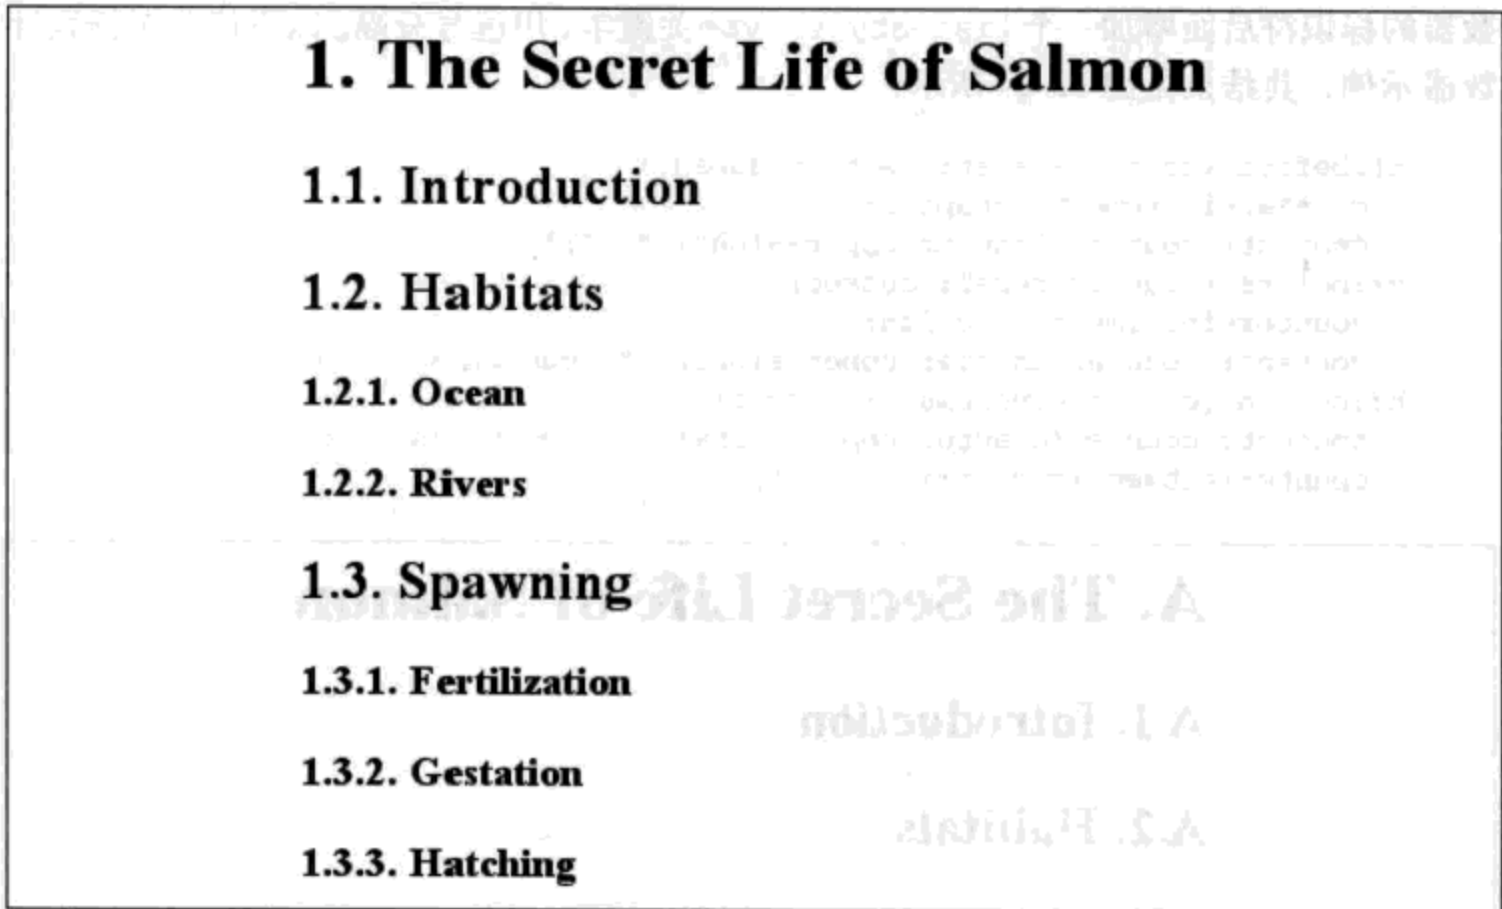 1. The Secret Life of Salmon
1.1. Introduction
1.2. Habitats
1.2.1. Ocean
1.2.2. Rivers
1.3. Spawning
1.3.1. Fertilization
1.3.2. Gestation
1.3.3. Hatching